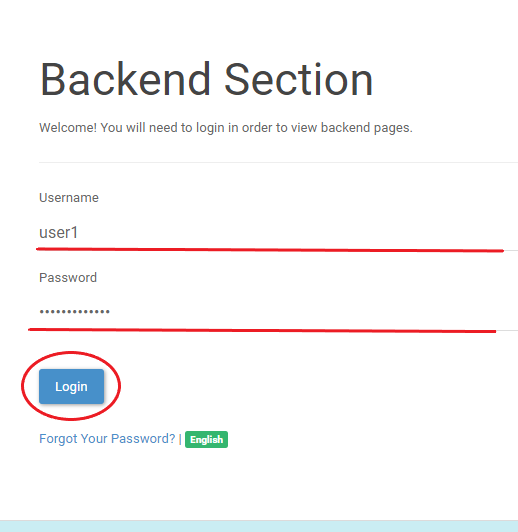 Backend Section
Welcome! You will need to login in order to view backend pages.
Username
user1
Password
•••••••••••••
Login
Forgot Your Password? | English